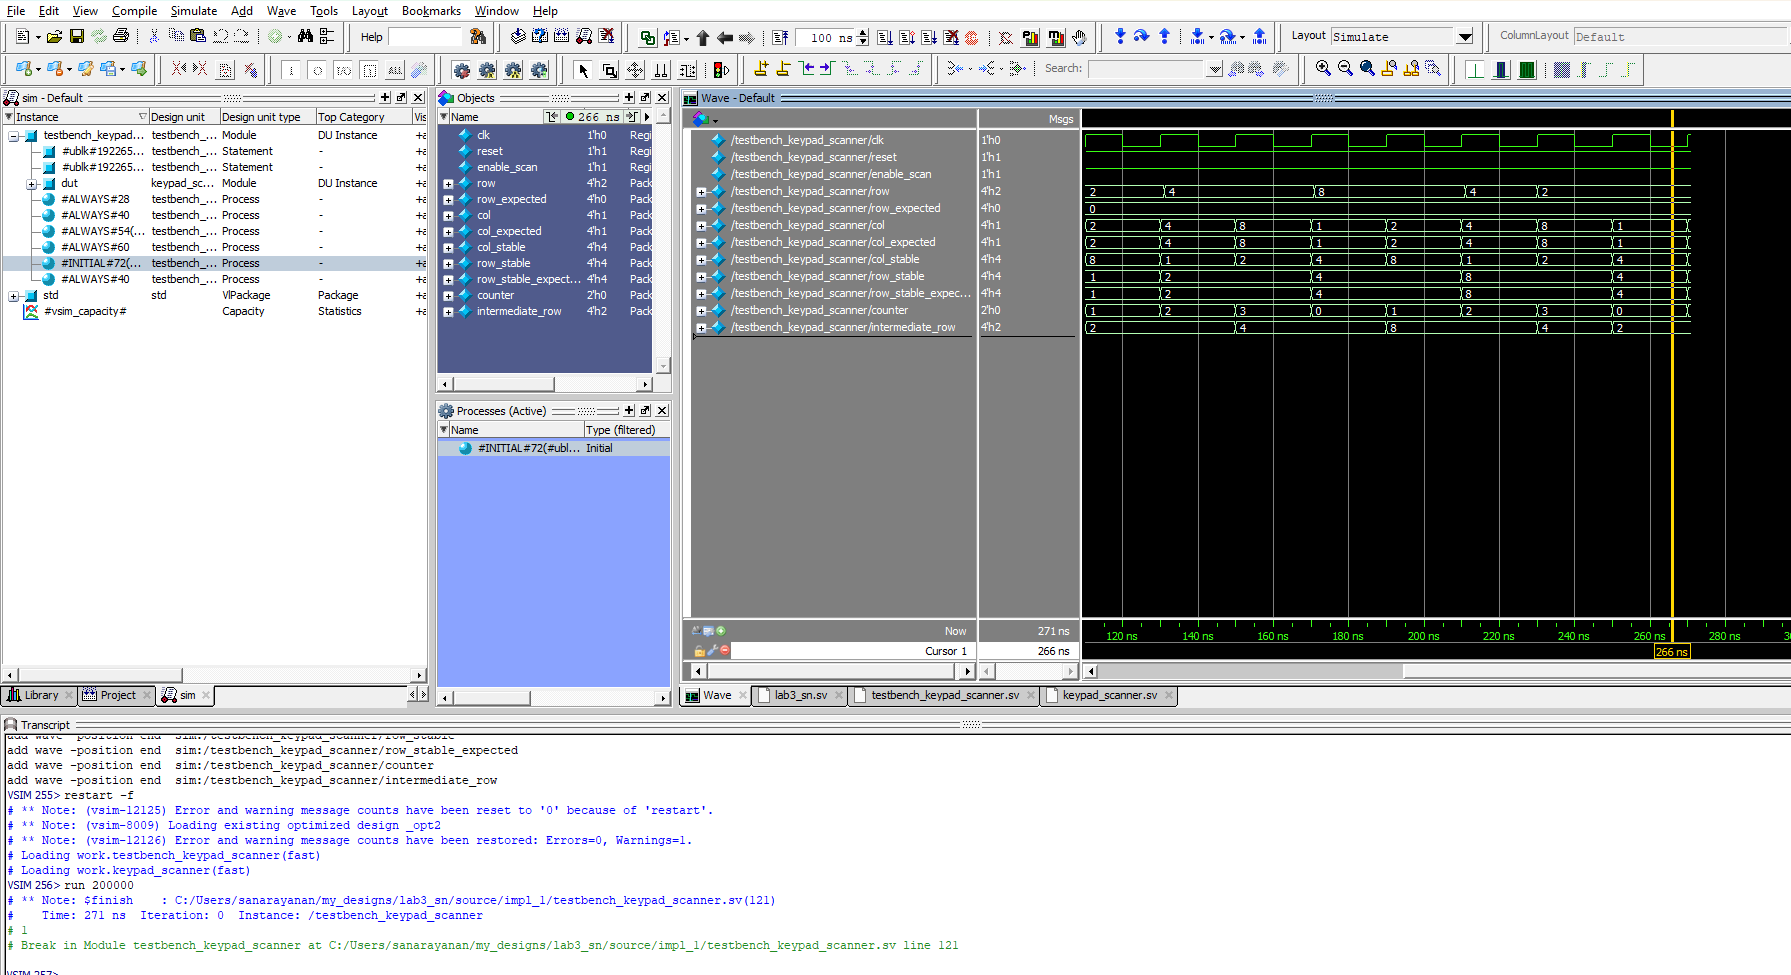 File Edit View Compile Simulate Add Wave Tools Layout Bookmarks Window Help
Help
100 ns
Layout Simulate
ColumnLayout Default
Search:
sim - Default
Instance Design unit Design unit type Top Category Vis
testbench_keypad... testbench_... Module DU Instance +a
#ublk#192265... testbench_... Statement - +a
#ublk#192265... testbench_... Statement - +a
dut keypad_sc... Module DU Instance +a
#ALWAYS#28 testbench_... Process - +a
#ALWAYS#40 testbench_... Process - +a
#ALWAYS#54(... testbench_... Process - +a
#ALWAYS#60 testbench_... Process - +a
#INITIAL#72(... testbench_... Process - +a
#ALWAYS#40 testbench_... Process - +a
std std VlPackage Package +a
#vsim_capacity# Capacity Statistics +a
Library Project sim
Objects
Name 266 ns
clk 1'h0 Regi
reset 1'h1 Regi
enable_scan 1'h1 Regi
row 4'h2 Pack
row_expected 4'h0 Pack
col 4'h1 Pack
col_expected 4'h1 Pack
col_stable 4'h4 Pack
row_stable 4'h4 Pack
row_stable_expect... 4'h4 Pack
counter 2'h0 Pack
intermediate_row 4'h2 Pack
Processes (Active)
Name Type (filtered)
#INITIAL#72(#ubl... Initial
Wave - Default
Msgs
/testbench_keypad_scanner/clk 1'h0
/testbench_keypad_scanner/reset 1'h1
/testbench_keypad_scanner/enable_scan 1'h1
/testbench_keypad_scanner/row 4'h2 2 4 8 4 2
/testbench_keypad_scanner/row_expected 4'h0 0
/testbench_keypad_scanner/col 4'h1 2 4 8 1 2 4 8 1
/testbench_keypad_scanner/col_expected 4'h1 2 4 8 1 2 4 8 1
/testbench_keypad_scanner/col_stable 4'h4 8 1 2 4 8 1 2 4
/testbench_keypad_scanner/row_stable 4'h4 1 2 4 8 4
/testbench_keypad_scanner/row_stable_expec... 4'h4 1 2 4 8 4
/testbench_keypad_scanner/counter 2'h0 1 2 3 0 1 2 3 0
/testbench_keypad_scanner/intermediate_row 4'h2 2 4 8 4 2
Now 271 ns 120 ns 140 ns 160 ns 180 ns 200 ns 220 ns 240 ns 260 ns 280 ns
Cursor 1 266 ns 266 ns
Wave lab3_sn.sv testbench_keypad_scanner.sv keypad_scanner.sv
Transcript
add wave -position end  sim:/testbench_keypad_scanner/row_stable
add wave -position end  sim:/testbench_keypad_scanner/row_stable_expected
add wave -position end  sim:/testbench_keypad_scanner/counter
add wave -position end  sim:/testbench_keypad_scanner/intermediate_row
VSIM 255> restart -f
# ** Note: (vsim-12125) Error and warning message counts have been reset to '0' because of 'restart'.
# ** Note: (vsim-8009) Loading existing optimized design _opt2
# ** Note: (vsim-12126) Error and warning message counts have been restored: Errors=0, Warnings=1.
# Loading work.testbench_keypad_scanner(fast)
# Loading work.keypad_scanner(fast)
VSIM 256> run 200000
# ** Note: $finish    : C:/Users/sanarayanan/my_designs/lab3_sn/source/impl_1/testbench_keypad_scanner.sv(121)
#    Time: 271 ns  Iteration: 0  Instance: /testbench_keypad_scanner
# 1
# Break in Module testbench_keypad_scanner at C:/Users/sanarayanan/my_designs/lab3_sn/source/impl_1/testbench_keypad_scanner.sv line 121
VSIM 257>